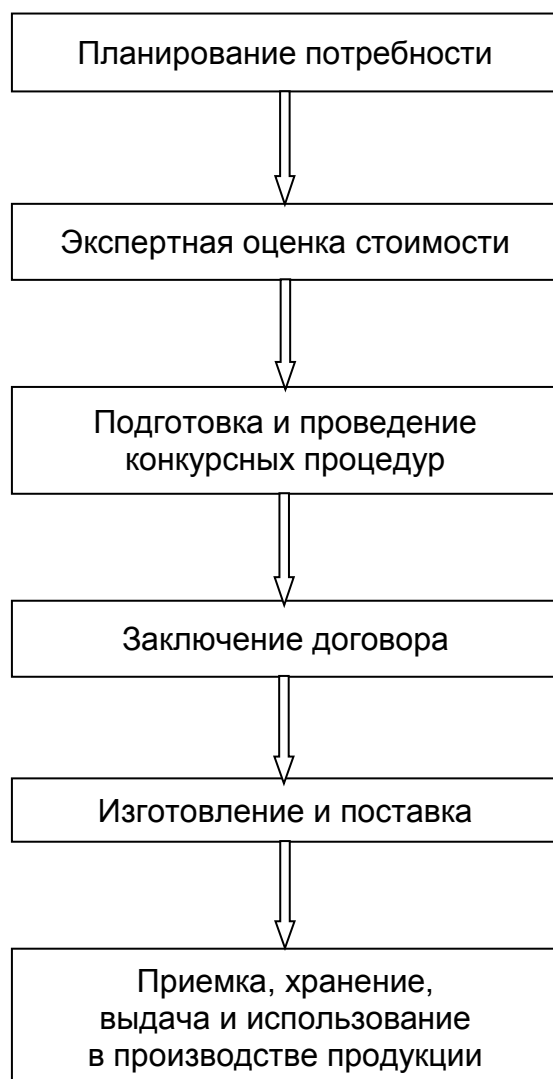 Планирование потребности
Экспертная оценка стоимости
Подготовка и проведение
конкурсных процедур
Заключение договора
Изготовление и поставка
Приемка, хранение,
выдача и использование
в производстве продукции